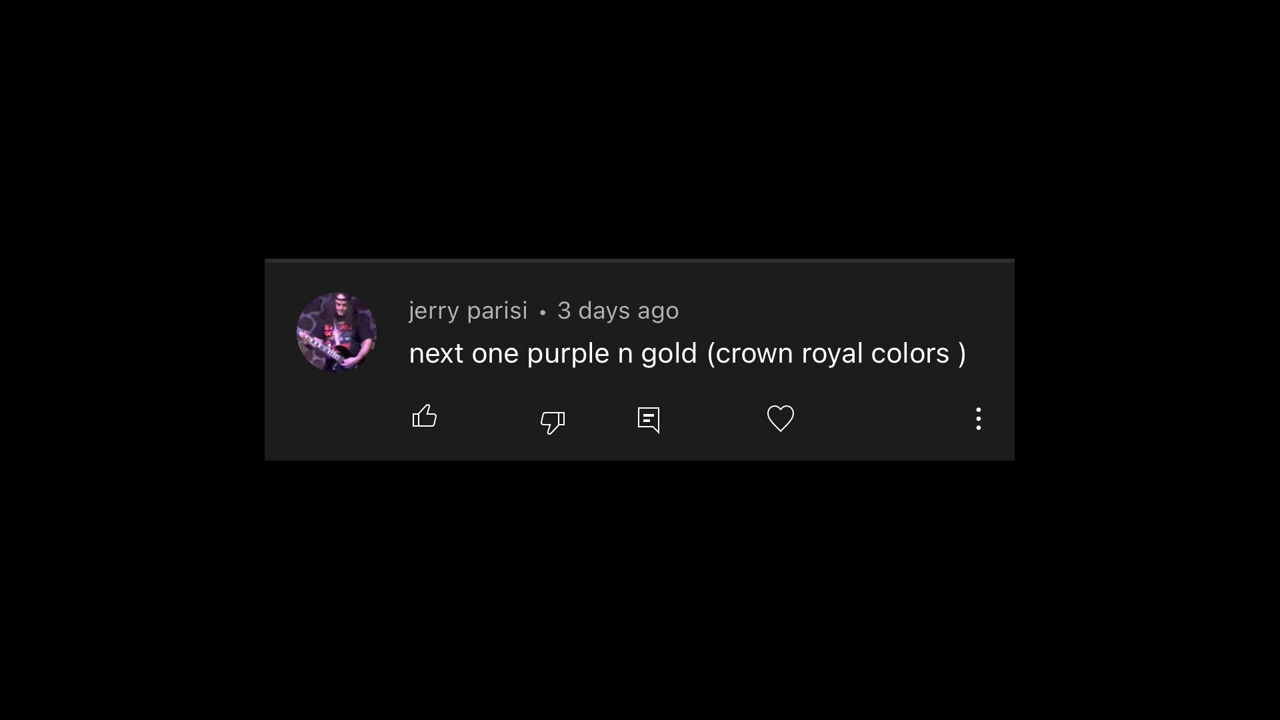 jerry parisi • 3 days ago
next one purple n gold (crown royal colors )